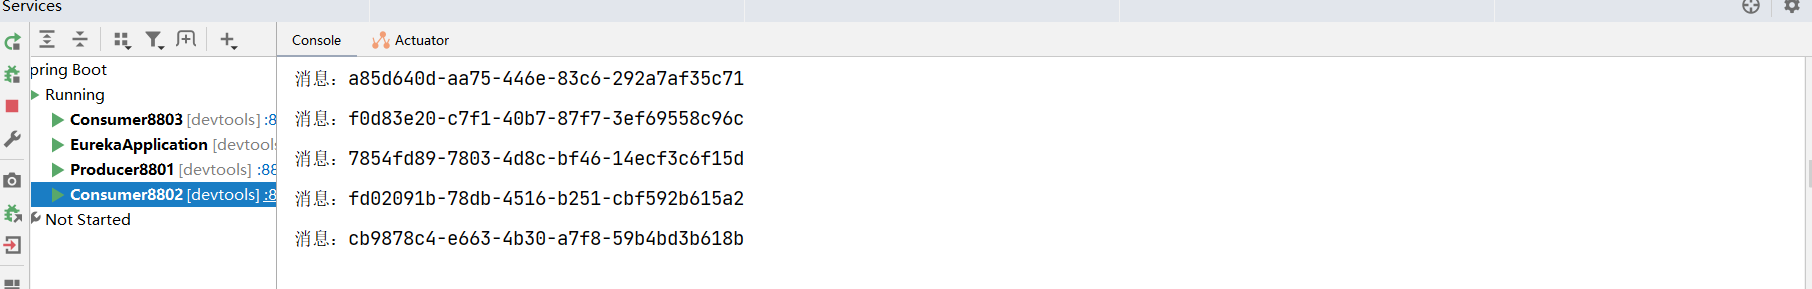 Services
Console
Actuator
pring Boot
Running
Consumer8803 [devtools] :8
EurekaApplication [devtools
Producer8801 [devtools] :88
Consumer8802 [devtools] :8
Not Started
消息：a85d640d-aa75-446e-83c6-292a7af35c71
消息：f0d83e20-c7f1-40b7-87f7-3ef69558c96c
消息：7854fd89-7803-4d8c-bf46-14ecf3c6f15d
消息：fd02091b-78db-4516-b251-cbf592b615a2
消息：cb9878c4-e663-4b30-a7f8-59b4bd3b618b